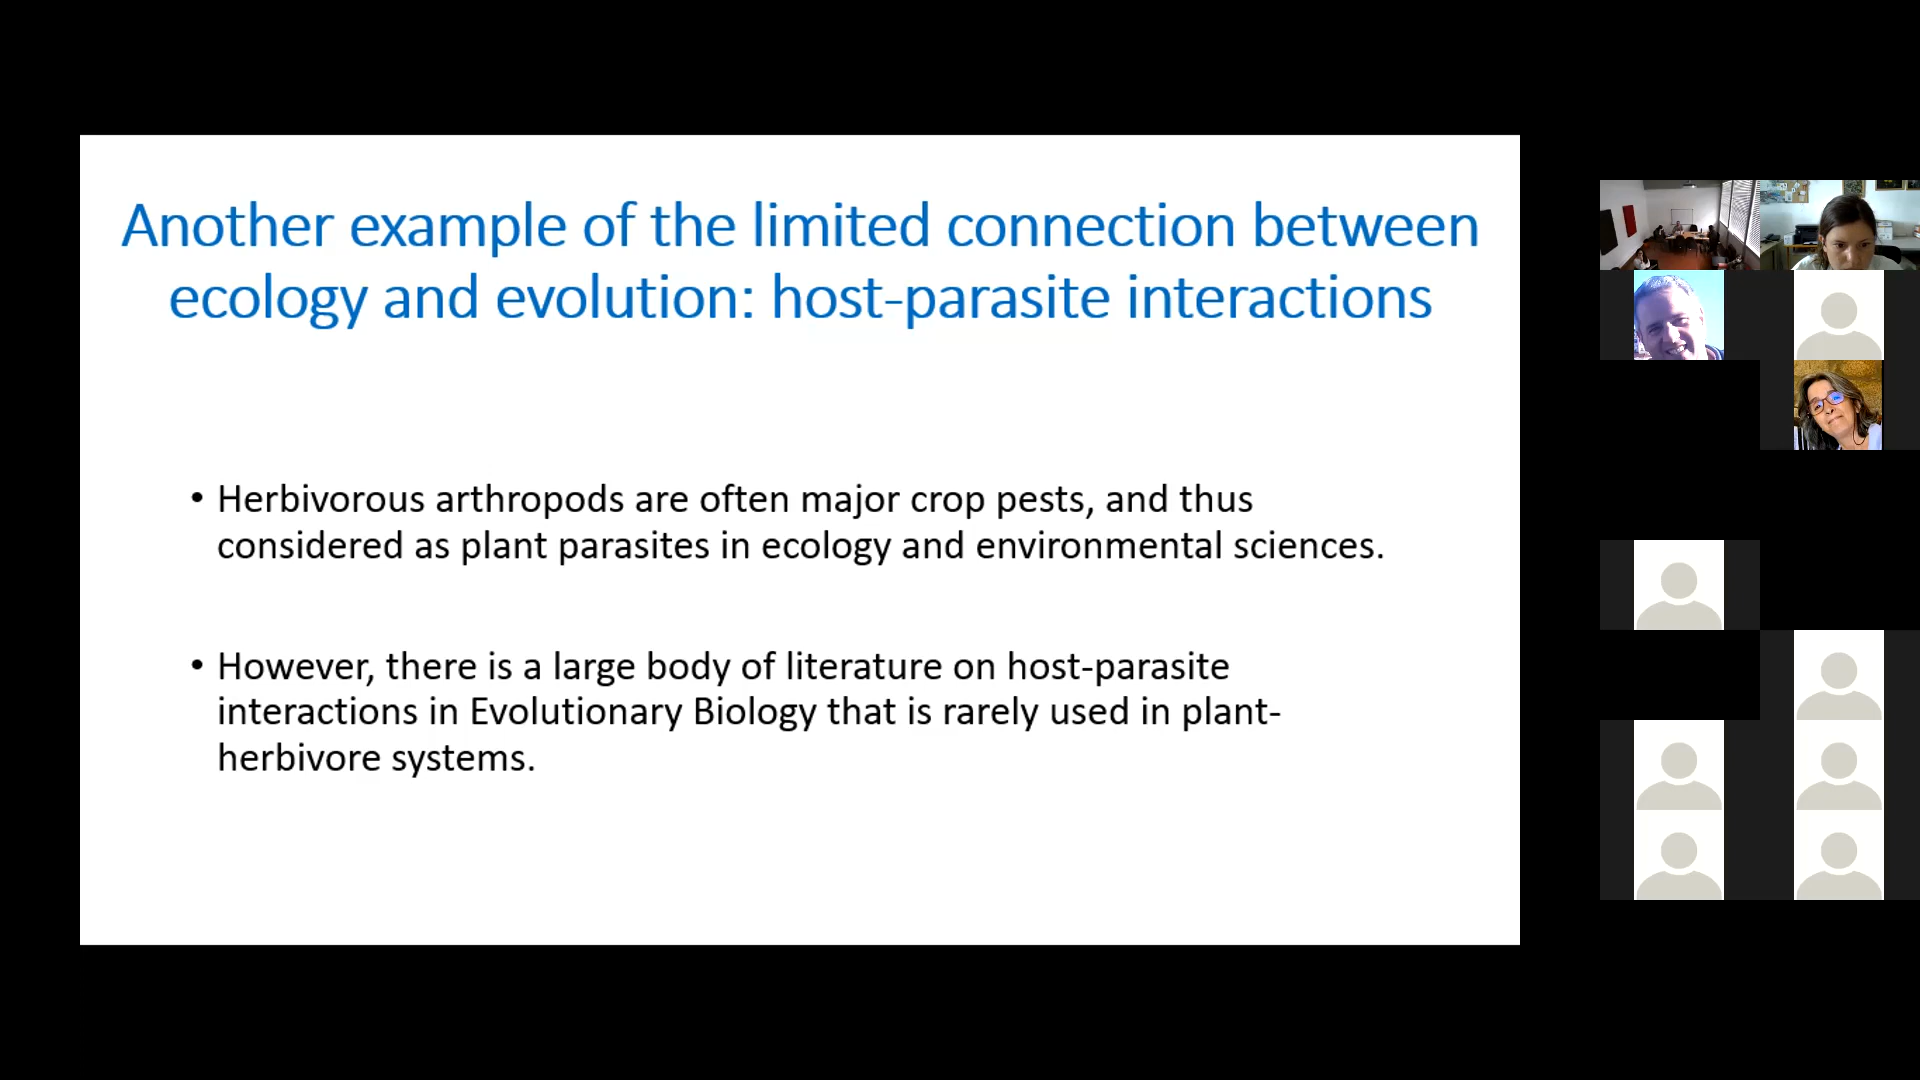 Another example of the limited connection between
ecology and evolution: host-parasite interactions
• Herbivorous arthropods are often major crop pests, and thus
considered as plant parasites in ecology and environmental sciences.
• However, there is a large body of literature on host-parasite
interactions in Evolutionary Biology that is rarely used in plant-
herbivore systems.